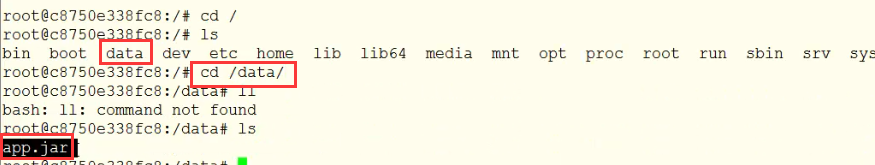 root@c8750e338fc8:/# cd /
root@c8750e338fc8:/# ls
bin boot data dev etc home lib lib64 media mnt opt proc root run sbin srv sys
root@c8750e338fc8:/# cd /data/
root@c8750e338fc8:/data# ll
bash: ll: command not found
root@c8750e338fc8:/data# ls
app.jar
root@c8750e338fc8:/data#